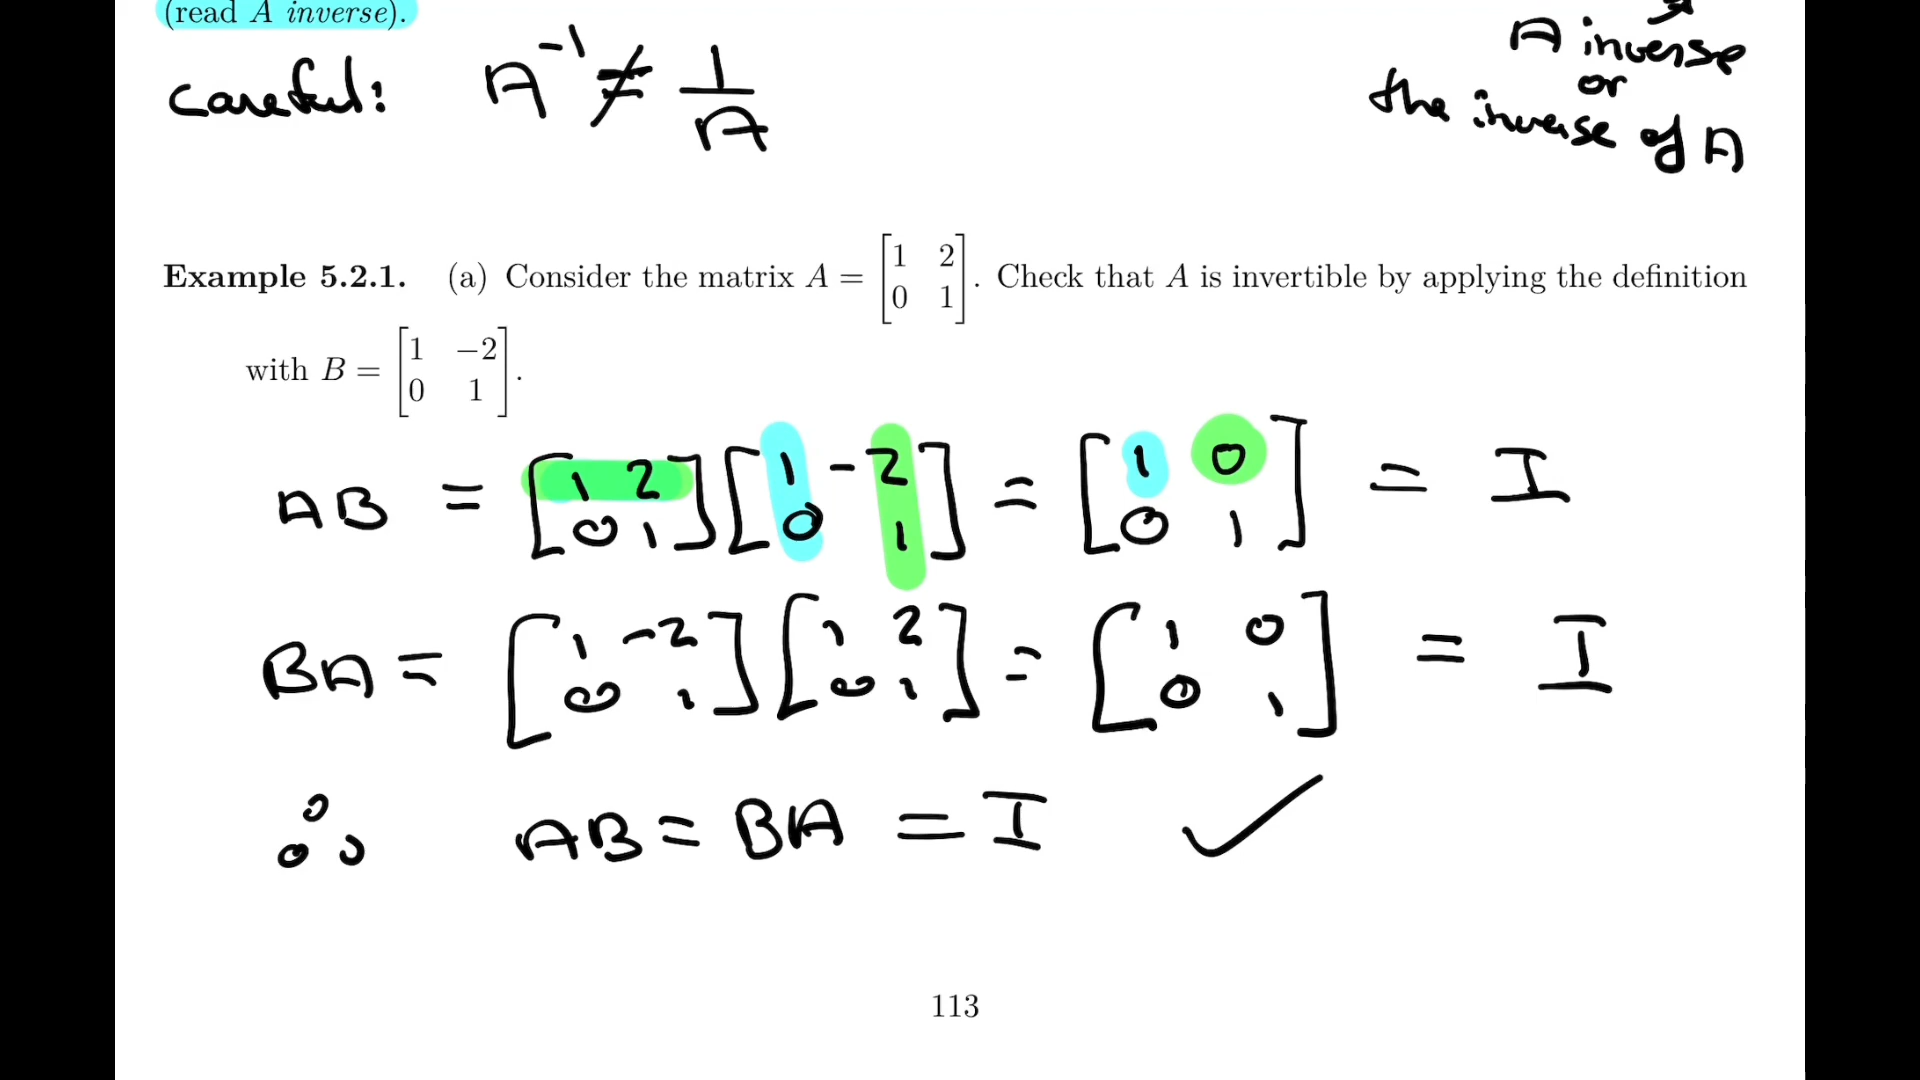 (read A inverse).
careful: A⁻¹ ≠ 1/A
A inverse
or
the inverse of A
Example 5.2.1. (a) Consider the matrix A = [1 2; 0 1]. Check that A is invertible by applying the definition
with B = [1 −2; 0 1].
AB = [1 2; 0 1] [1 -2; 0 1] = [1 0; 0 1] = I
BA = [1 -2; 0 1] [1 2; 0 1] = [1 0; 0 1] = I
∴ AB = BA = I ✓
113